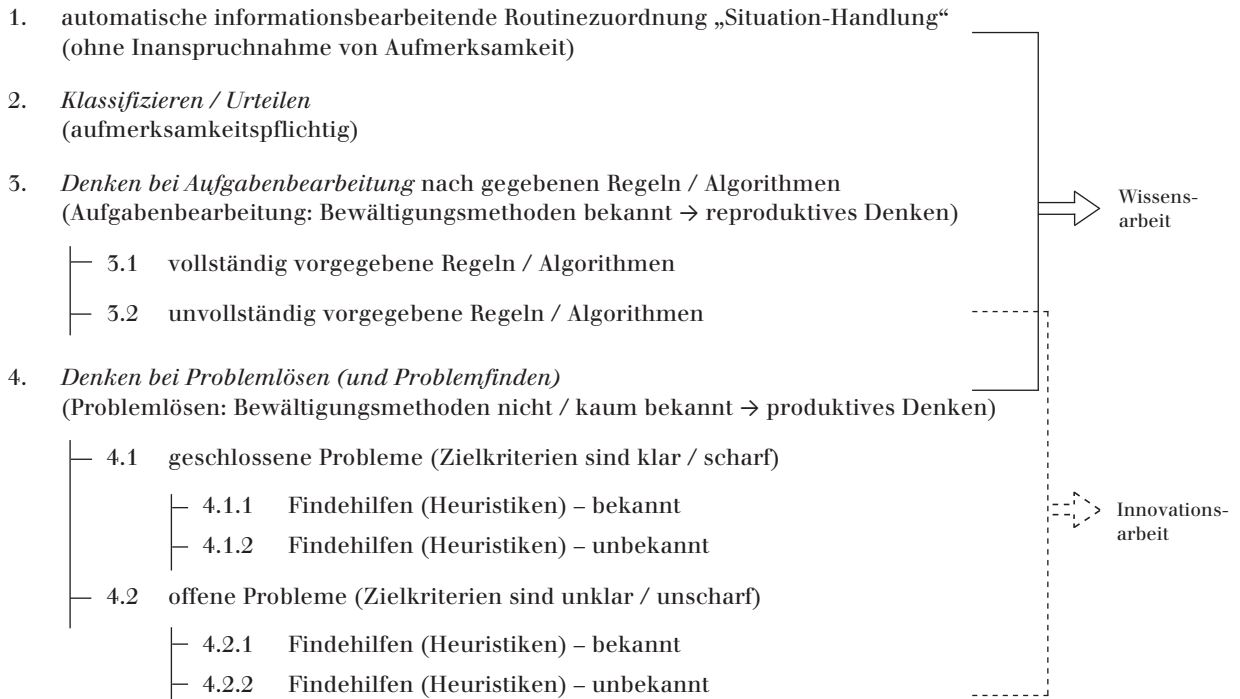 1. automatische informationsbearbeitende Routinezuordnung „Situation-Handlung“
(ohne Inanspruchnahme von Aufmerksamkeit)
2. Klassifizieren / Urteilen
(aufmerksamkeitspflichtig)
3. Denken bei Aufgabenbearbeitung nach gegebenen Regeln / Algorithmen
(Aufgabenbearbeitung: Bewältigungsmethoden bekannt → reproduktives Denken)
Wissens-
arbeit
3.1 vollständig vorgegebene Regeln / Algorithmen
3.2 unvollständig vorgegebene Regeln / Algorithmen
4. Denken bei Problemlösen (und Problemfinden)
(Problemlösen: Bewältigungsmethoden nicht / kaum bekannt → produktives Denken)
4.1 geschlossene Probleme (Zielkriterien sind klar / scharf)
4.1.1 Findehilfen (Heuristiken) – bekannt
4.1.2 Findehilfen (Heuristiken) – unbekannt
Innovations-
arbeit
4.2 offene Probleme (Zielkriterien sind unklar / unscharf)
4.2.1 Findehilfen (Heuristiken) – bekannt
4.2.2 Findehilfen (Heuristiken) – unbekannt